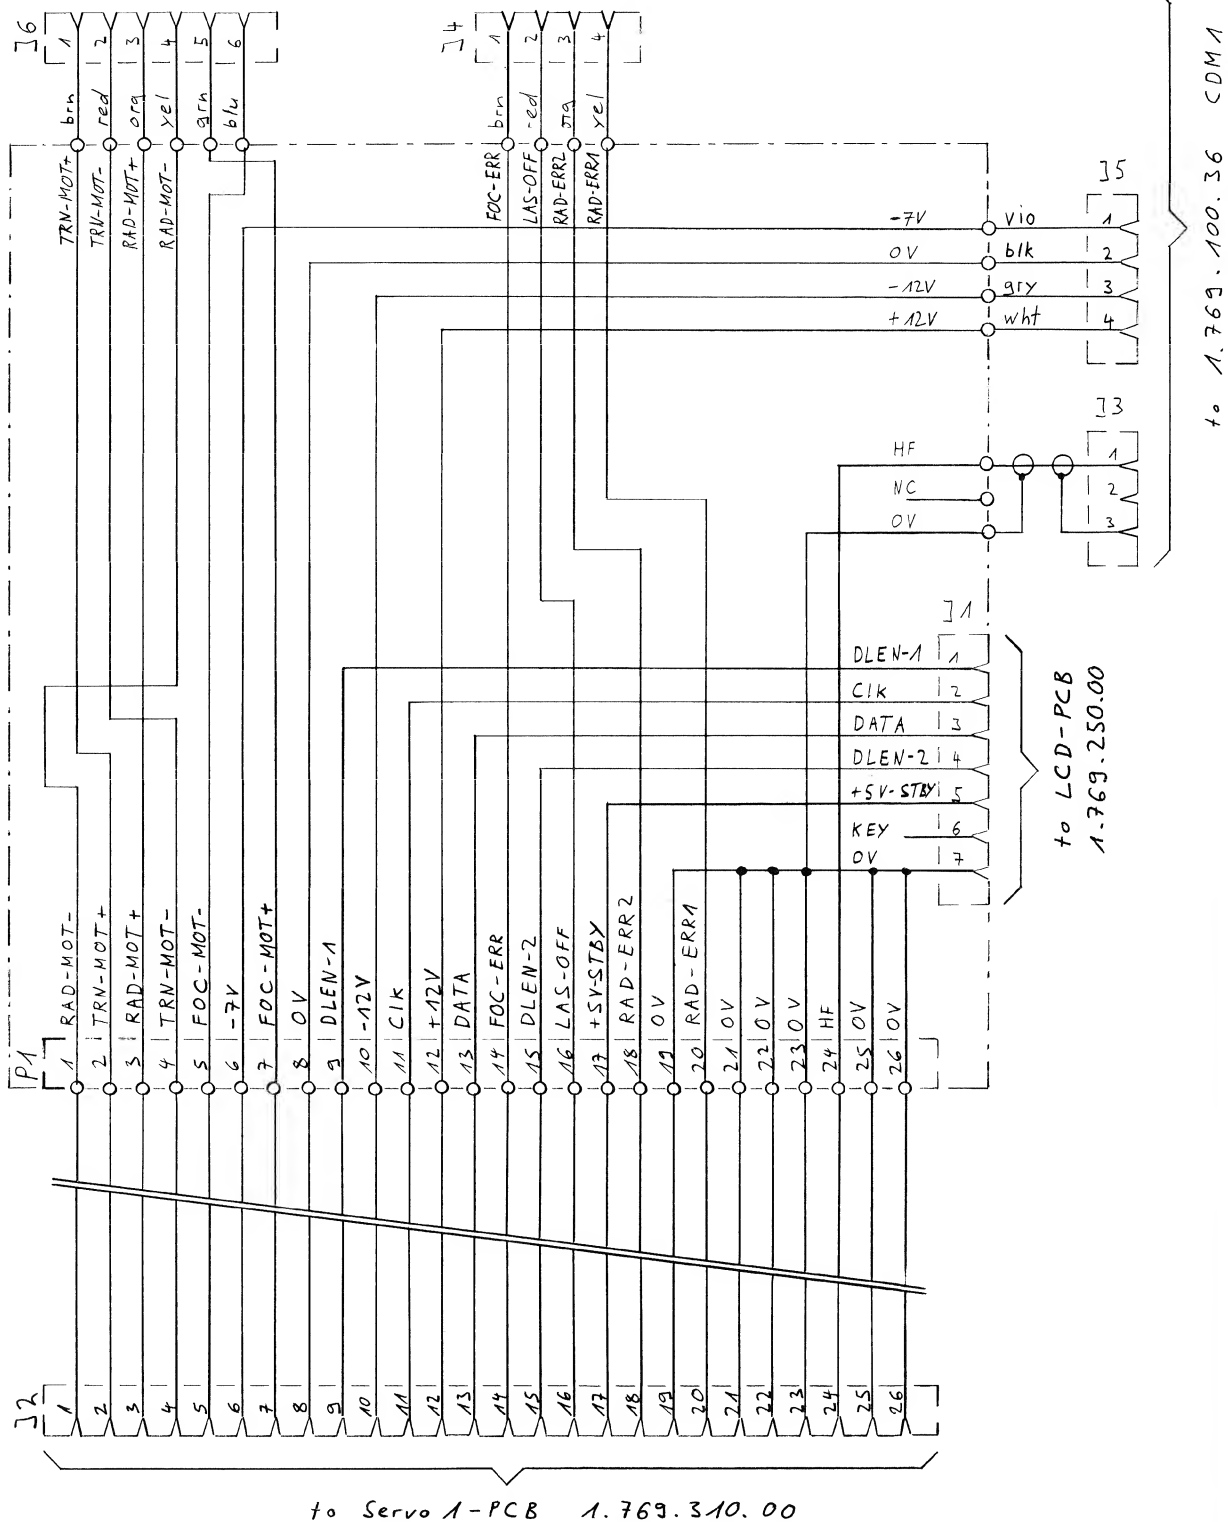 J6
1 2 3 4 5 6
brn red org yel grn blu
TRN-MOT+
TRN-MOT-
RAD-MOT+
RAD-MOT-
J4
1 2 3 4
brn red org yel
FOC-ERR
LAS-OFF
RAD-ERR2
RAD-ERR1
to 1.769.100.36 CDM1
J5
-7V vio 1
0V blk 2
-12V gry 3
+12V wht 4
J3
HF 1
NC 2
0V 3
J1
DLEN-1 1
Clk 2
DATA 3
DLEN-2 4
+5V-STBY 5
KEY 6
0V 7
to LCD-PCB
1.769.250.00
P1
1 RAD-MOT-
2 TRN-MOT+
3 RAD-MOT+
4 TRN-MOT-
5 FOC-MOT-
6 -7V
7 FOC-MOT+
8 0V
9 DLEN-1
10 -12V
11 Clk
12 +12V
13 DATA
14 FOC-ERR
15 DLEN-2
16 LAS-OFF
17 +5V-STBY
18 RAD-ERR2
19 0V
20 RAD-ERR1
21 0V
22 0V
23 0V
24 HF
25 0V
26 0V
J2
1 2 3 4 5 6 7 8 9 10 11 12 13 14 15 16 17 18 19 20 21 22 23 24 25 26
to Servo 1-PCB 1.769.310.00